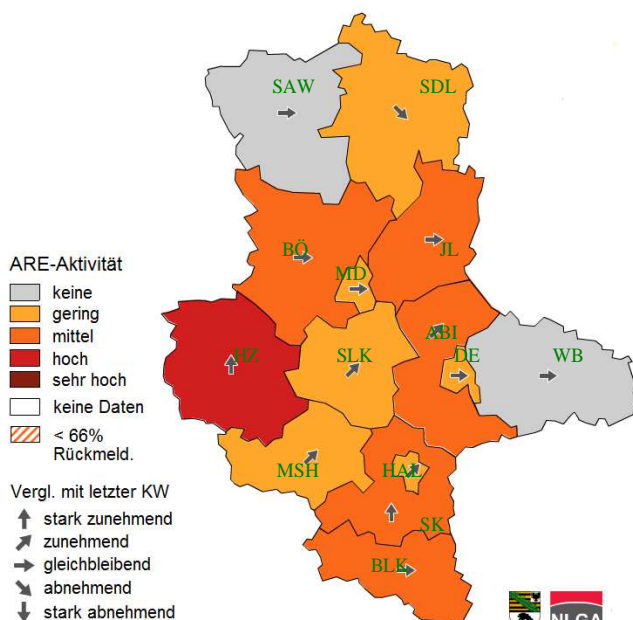 SAW
SDL
BÖ
JL
MD
ARE-Aktivität
keine
gering
mittel
hoch
sehr hoch
keine Daten
< 66%
Rückmeld.
ABI
HZ
SLK
DE
WB
MSH
HAL
SK
BLK
Vergl. mit letzter KW
stark zunehmend
zunehmend
gleichbleibend
abnehmend
stark abnehmend
NLGA